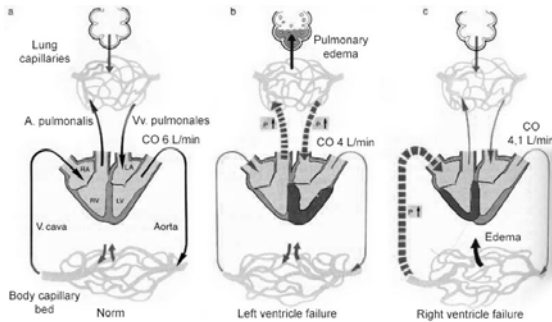 a
Lung
capillaries
A. pulmonalis
Vv. pulmonales
CO 6 L/min
RA
LA
RV
LV
V. cava
Aorta
Body capillary
bed
Norm
b
Pulmonary
edema
P↑
P↑
CO 4 L/min
Left ventricle failure
c
CO
4,1 L/min
P↑
Edema
Right ventricle failure